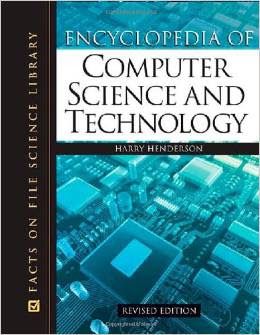 FACTS ON FILE SCIENCE LIBRARY
ENCYCLOPEDIA OF
COMPUTER
SCIENCE AND
TECHNOLOGY
HARRY HENDERSON
REVISED EDITION